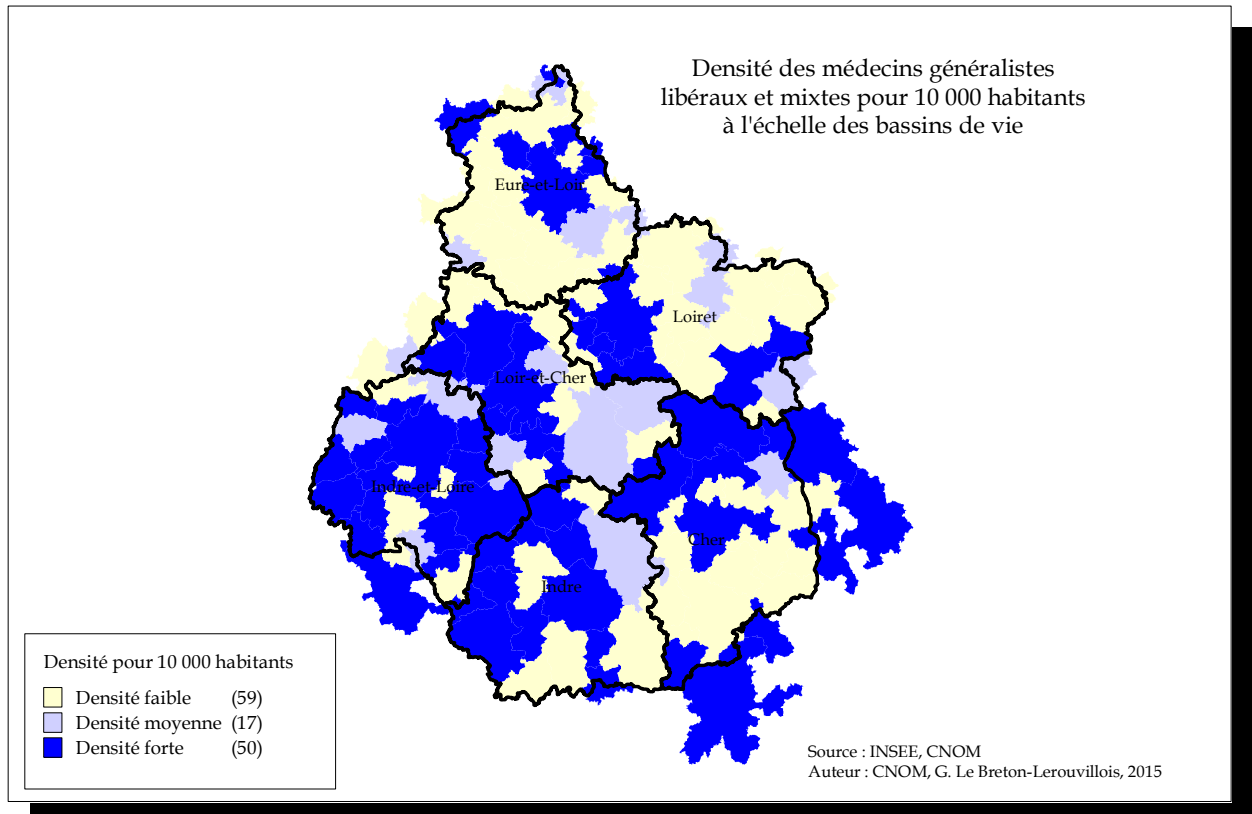 Densité des médecins généralistes
libéraux et mixtes pour 10 000 habitants
à l'échelle des bassins de vie
Eure-et-Loir
Loiret
Loir-et-Cher
Indre-et-Loire
Cher
Indre
Densité pour 10 000 habitants
Densité faible (59)
Densité moyenne (17)
Densité forte (50)
Source : INSEE, CNOM
Auteur : CNOM, G. Le Breton-Lerouvillois, 2015